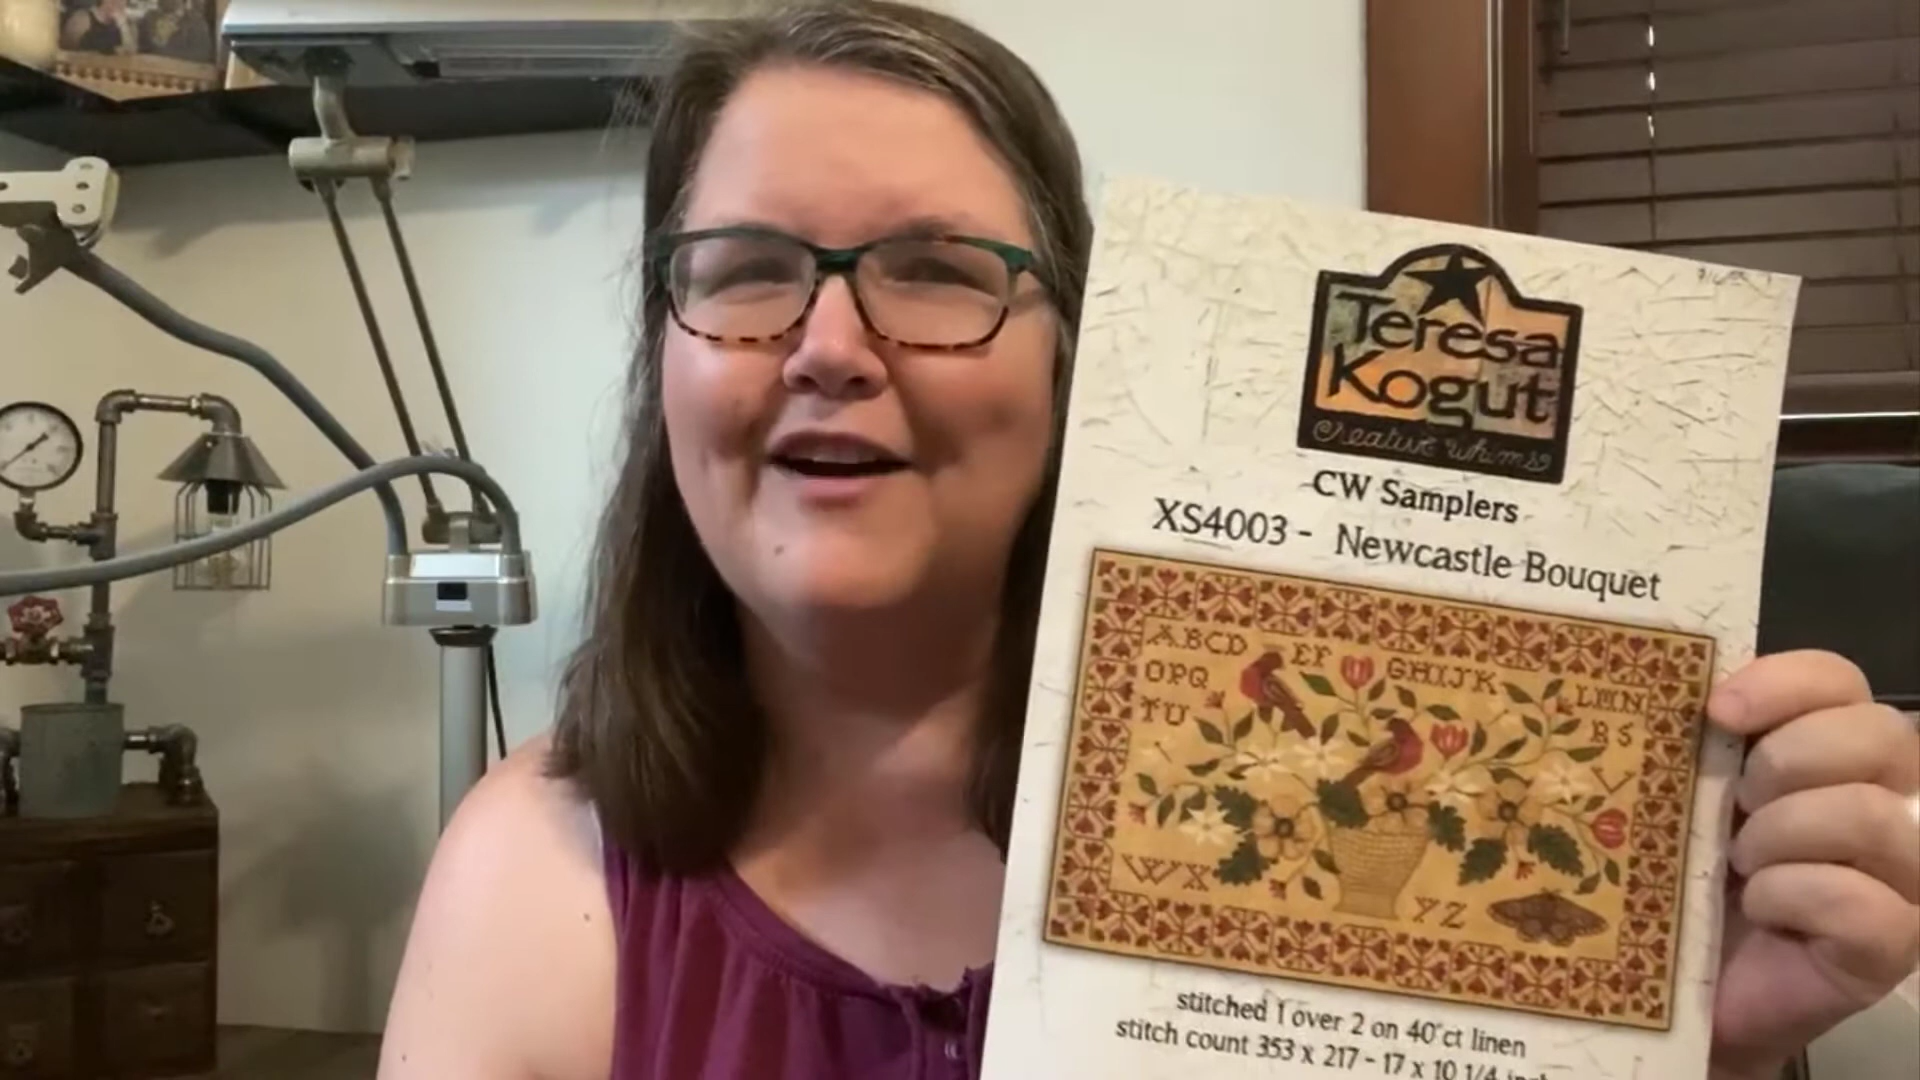 Teresa
Kogut
creative whims
CW Samplers
XS4003 - Newcastle Bouquet
ABCD EF GHIJK LMN
OPQ RS
TU V
WX YZ
stitched 1 over 2 on 40 ct linen
stitch count 353 x 217 - 17 x 10 1/4